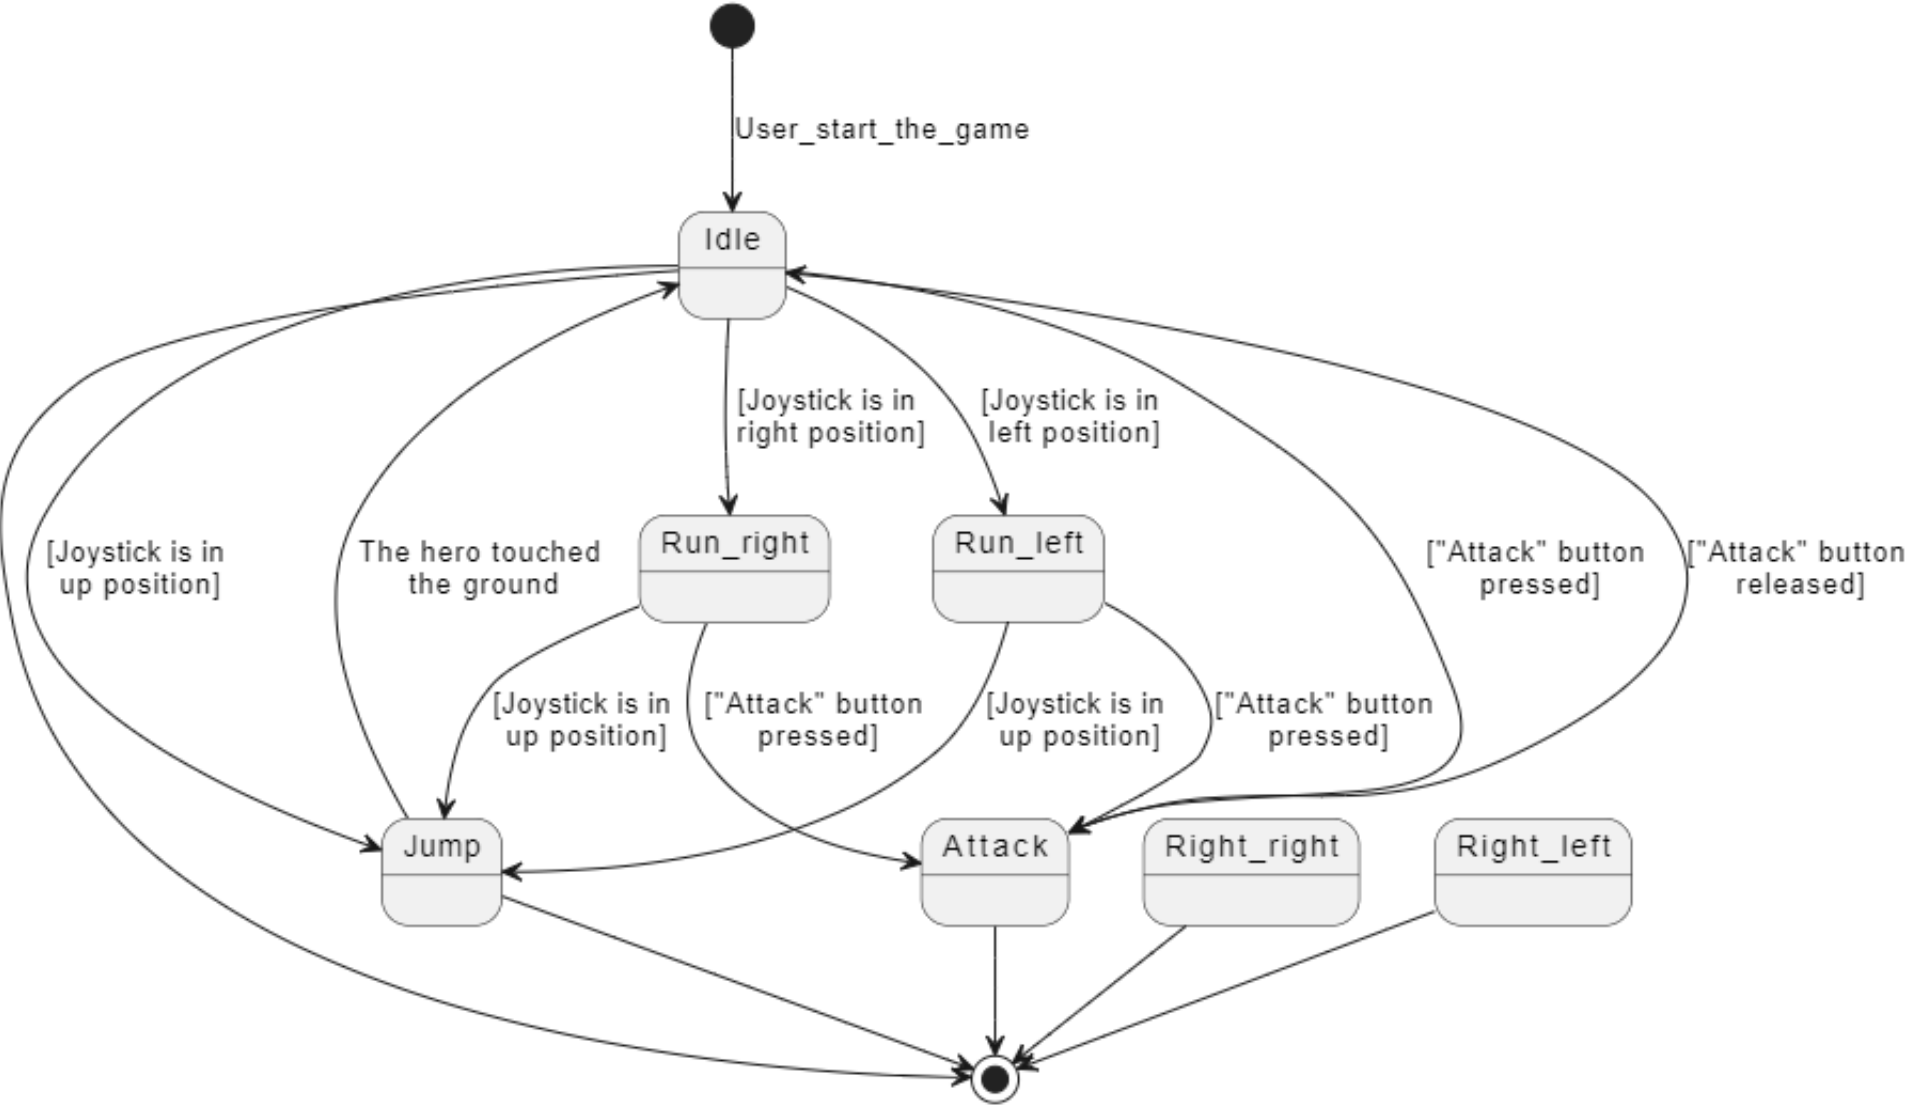 User_start_the_game
Idle
[Joystick is in
right position]
[Joystick is in
left position]
[Joystick is in
up position]
The hero touched
the ground
Run_right
Run_left
["Attack" button
pressed]
["Attack" button
released]
[Joystick is in
up position]
["Attack" button
pressed]
[Joystick is in
up position]
["Attack" button
pressed]
Jump
Attack
Right_right
Right_left